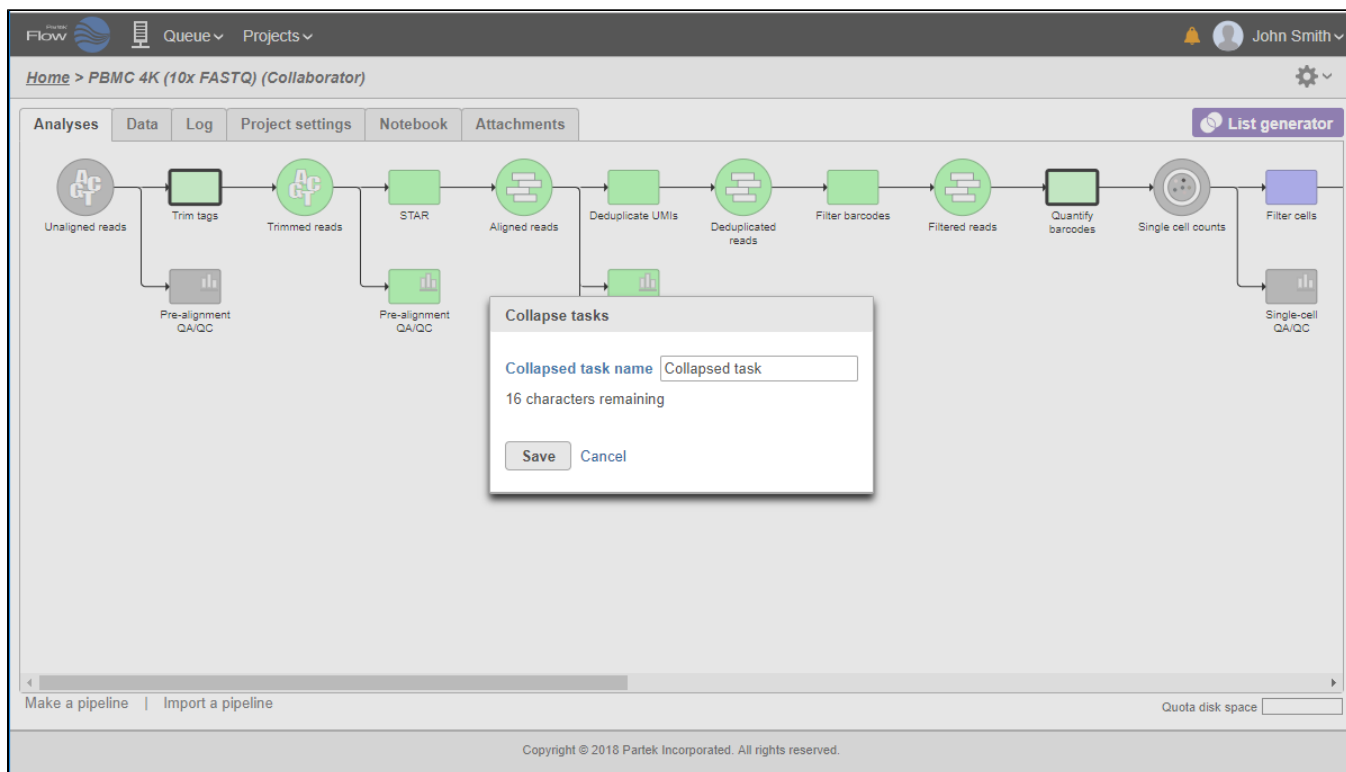 Partek
Flow Queue Projects John Smith
Home > PBMC 4K (10x FASTQ) (Collaborator)
Analyses Data Log Project settings Notebook Attachments List generator
Unaligned reads
Trim tags
Trimmed reads
STAR
Aligned reads
Deduplicate UMIs
Deduplicated
reads
Filter barcodes
Filtered reads
Quantify
barcodes
Single cell counts
Filter cells
Pre-alignment
QA/QC
Pre-alignment
QA/QC
Single-cell
QA/QC
Collapse tasks
Collapsed task name Collapsed task
16 characters remaining
Save Cancel
Make a pipeline | Import a pipeline
Quota disk space
Copyright © 2018 Partek Incorporated. All rights reserved.